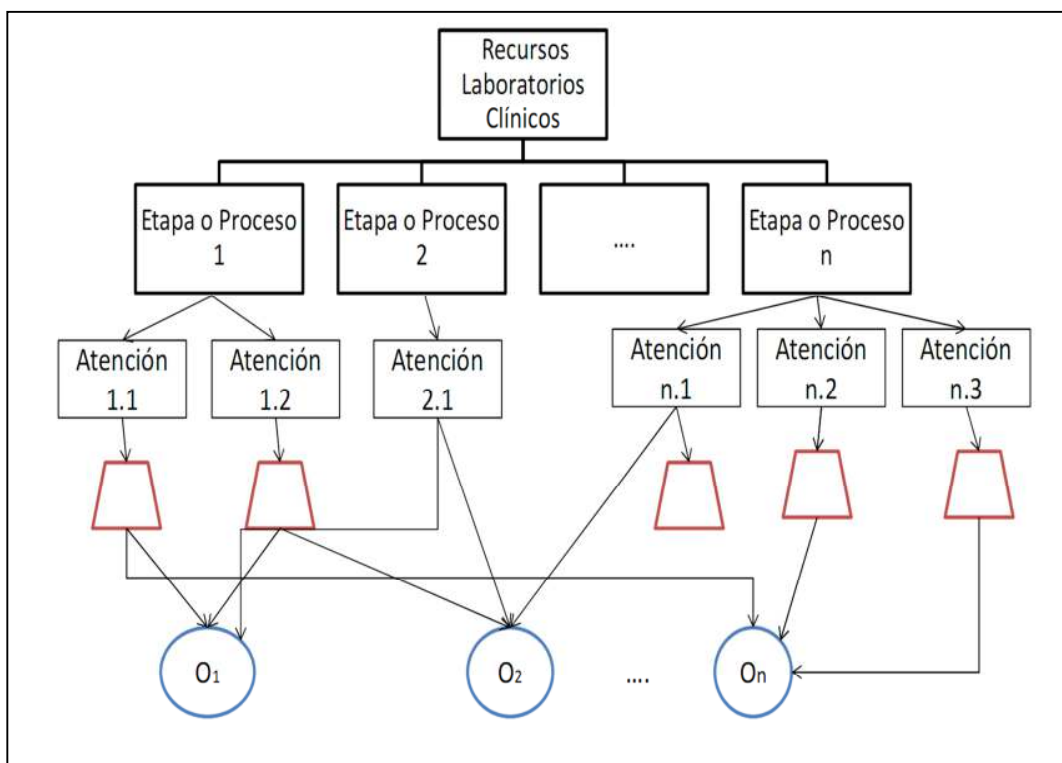 Recursos
Laboratorios
Clínicos
Etapa o Proceso
1
Etapa o Proceso
2
....
Etapa o Proceso
n
Atención
1.1
Atención
1.2
Atención
2.1
Atención
n.1
Atención
n.2
Atención
n.3
O1
O2
....
On